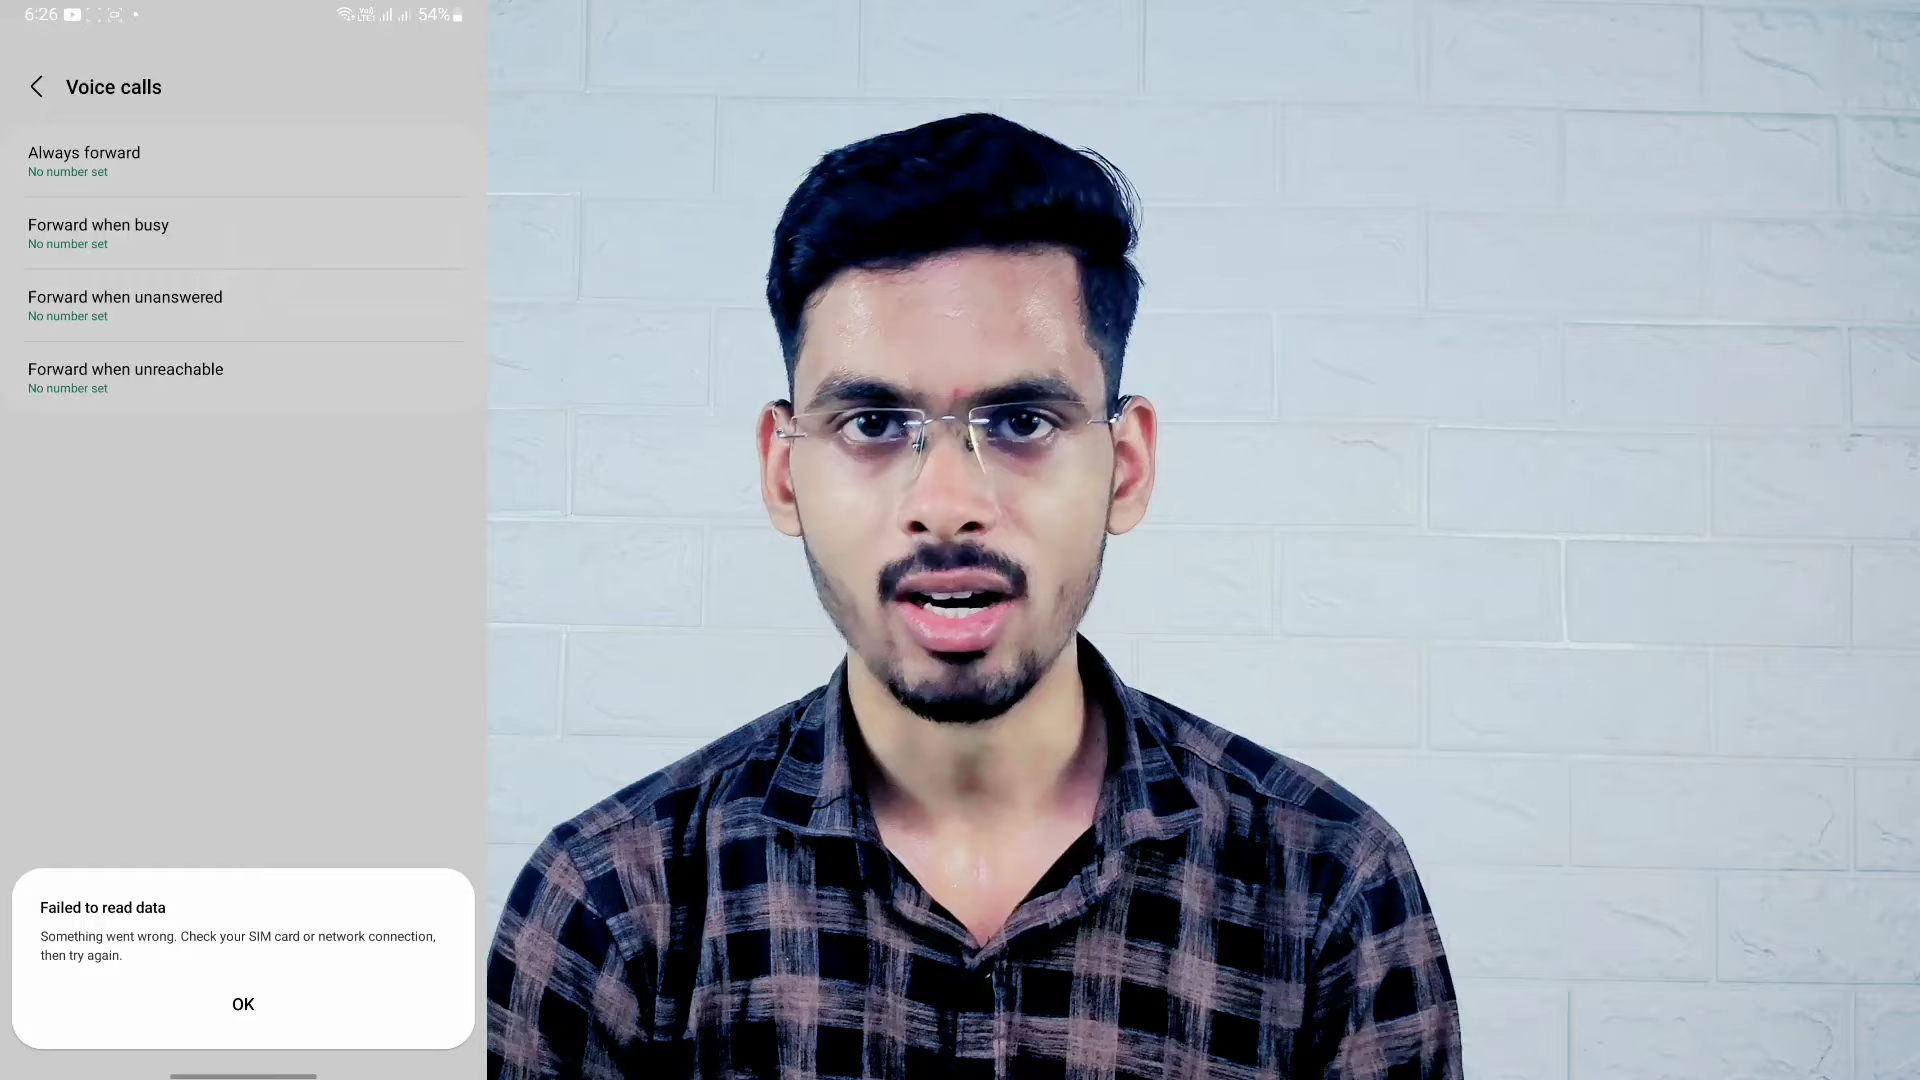 6:26
VoLTE1 54%
Voice calls
Always forward
No number set
Forward when busy
No number set
Forward when unanswered
No number set
Forward when unreachable
No number set
Failed to read data
Something went wrong. Check your SIM card or network connection,
then try again.
OK